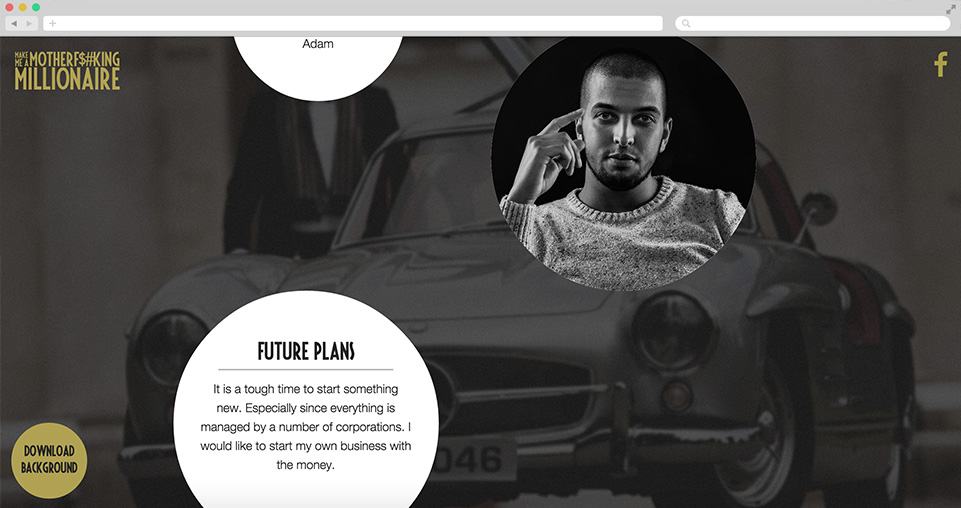 MAKE
ME A MOTHERF$#KING
MILLIONAIRE
Adam
FUTURE PLANS
It is a tough time to start something
new. Especially since everything is
managed by a number of corporations. I
would like to start my own business with
the money.
DOWNLOAD
BACKGROUND
046
f